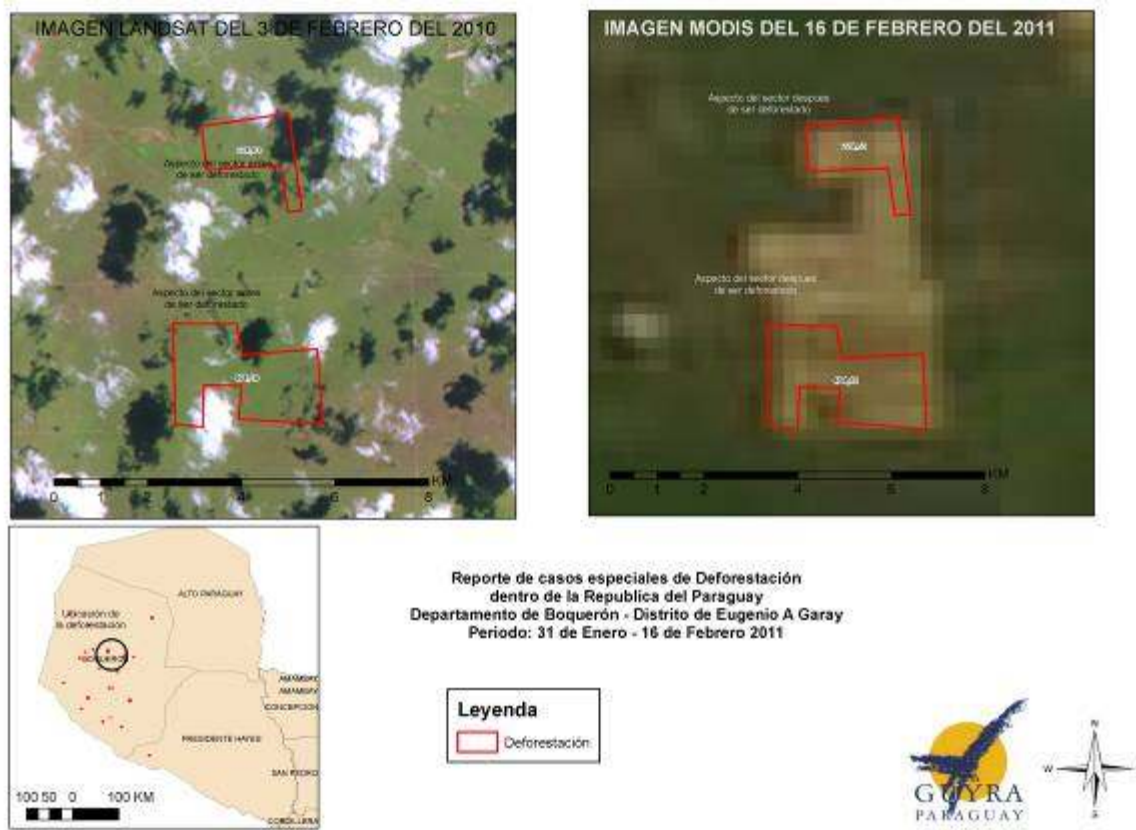 IMAGEN LANDSAT DEL 3 DE FEBRERO DEL 2010
Aspecto del sector antes
de ser deforestado
Aspecto del sector antes
de ser deforestado
KM
0 1 2 4 6 8
IMAGEN MODIS DEL 16 DE FEBRERO DEL 2011
Aspecto del sector despues
de ser deforestado
Aspecto del sector despues
de ser deforestado
KM
0 1 2 4 6 8
ALTO PARAGUAY
Ubicación de
la deforestación
BOQUERON
AMAMBAY
AMAMBAY
CONCEPCION
PRESIDENTE HAYES
SAN PEDRO
CORDILLERA
100 50 0 100 KM
Reporte de casos especiales de Deforestación
dentro de la Republica del Paraguay
Departamento de Boquerón - Distrito de Eugenio A Garay
Periodo: 31 de Enero - 16 de Febrero 2011
Leyenda
Deforestación
GUYRA
PARAGUAY
N
W
S